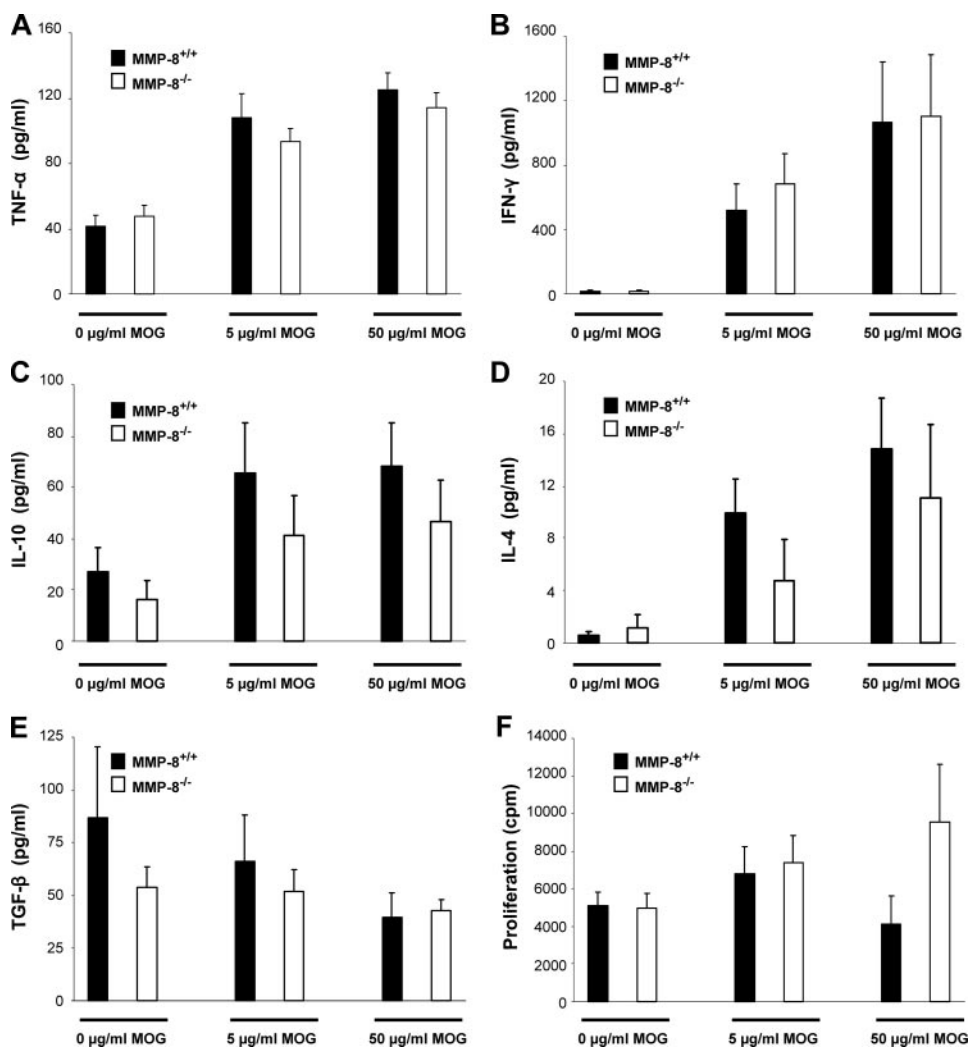 A
160
120
80
40
0
TNF-α (pg/ml)
MMP-8+/+
MMP-8-/-
0 µg/ml MOG
5 µg/ml MOG
50 µg/ml MOG
B
1600
1200
800
400
0
IFN-γ (pg/ml)
MMP-8+/+
MMP-8-/-
0 µg/ml MOG
5 µg/ml MOG
50 µg/ml MOG
C
100
80
60
40
20
0
IL-10 (pg/ml)
MMP-8+/+
MMP-8-/-
0 µg/ml MOG
5 µg/ml MOG
50 µg/ml MOG
D
20
16
12
8
4
0
IL-4 (pg/ml)
MMP-8+/+
MMP-8-/-
0 µg/ml MOG
5 µg/ml MOG
50 µg/ml MOG
E
125
100
75
50
25
0
TGF-β (pg/ml)
MMP-8+/+
MMP-8-/-
0 µg/ml MOG
5 µg/ml MOG
50 µg/ml MOG
F
14000
12000
10000
8000
6000
4000
2000
0
Proliferation (cpm)
MMP-8+/+
MMP-8-/-
0 µg/ml MOG
5 µg/ml MOG
50 µg/ml MOG